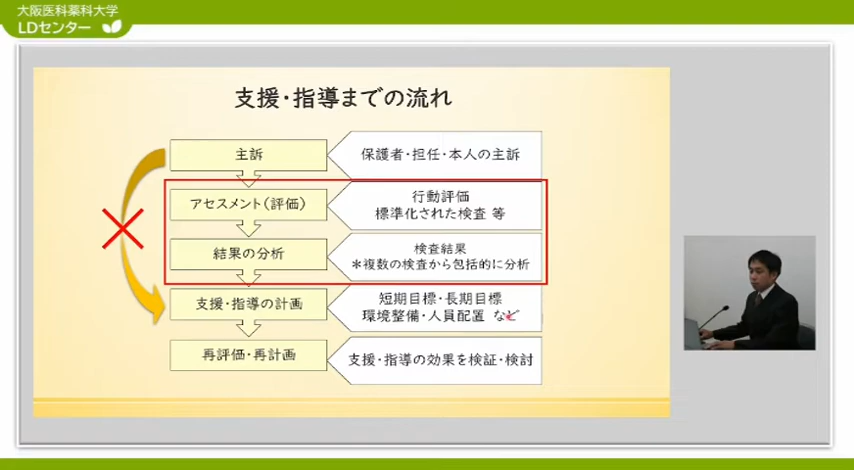 大阪医科薬科大学
LDセンター
支援・指導までの流れ
主訴
保護者・担任・本人の主訴
アセスメント(評価)
行動評価
標準化された検査 等
結果の分析
検査結果
＊複数の検査から包括的に分析
支援・指導の計画
短期目標・長期目標
環境整備・人員配置 など
再評価・再計画
支援・指導の効果を検証・検討